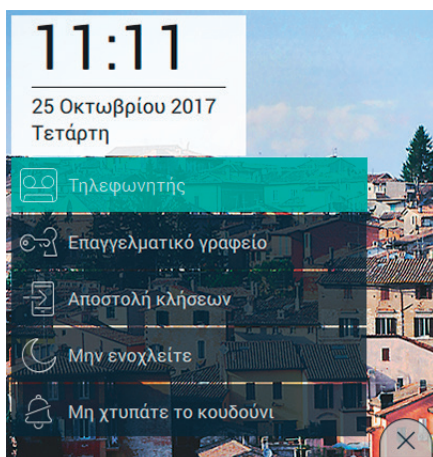 11:11
25 Οκτωβρίου 2017
Τετάρτη
Τηλεφωνητής
Επαγγελματικό γραφείο
Αποστολή κλήσεων
Μην ενοχλείτε
Μη χτυπάτε το κουδούνι